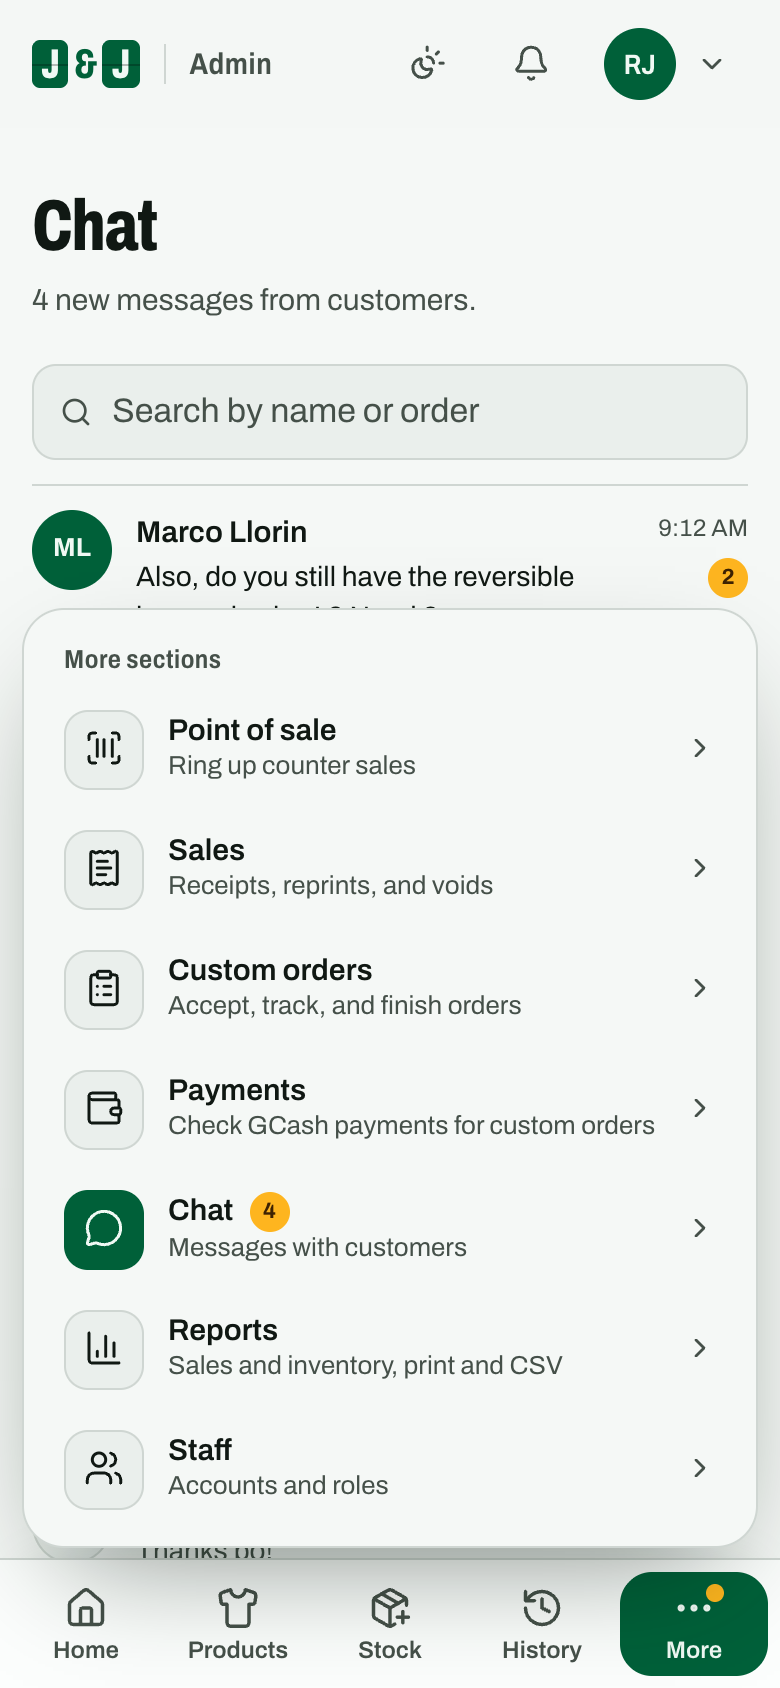 J&J Admin RJ
Chat
4 new messages from customers.
Search by name or order
ML Marco Llorin 9:12 AM
Also, do you still have the reversible 2
More sections
Point of sale
Ring up counter sales
Sales
Receipts, reprints, and voids
Custom orders
Accept, track, and finish orders
Payments
Check GCash payments for custom orders
Chat 4
Messages with customers
Reports
Sales and inventory, print and CSV
Staff
Accounts and roles
Thanks po!
Home Products Stock History More